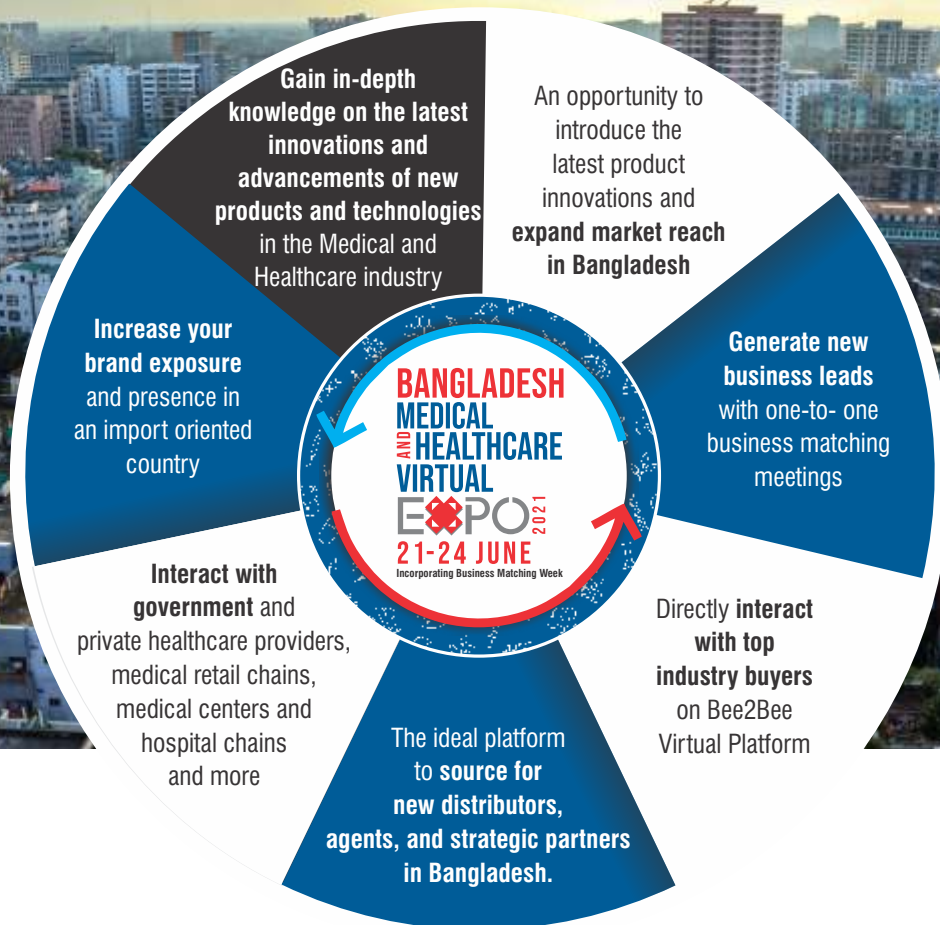 Gain in-depth
knowledge on the latest
innovations and
advancements of new
products and technologies
in the Medical and
Healthcare industry
An opportunity to
introduce the
latest product
innovations and
expand market reach
in Bangladesh
Generate new
business leads
with one-to- one
business matching
meetings
Directly interact
with top
industry buyers
on Bee2Bee
Virtual Platform
The ideal platform
to source for
new distributors,
agents, and strategic partners
in Bangladesh.
Interact with
government and
private healthcare providers,
medical retail chains,
medical centers and
hospital chains
and more
Increase your
brand exposure
and presence in
an import oriented
country
BANGLADESH
MEDICAL
AND HEALTHCARE
VIRTUAL
EXPO 2021
21-24 JUNE
Incorporating Business Matching Week